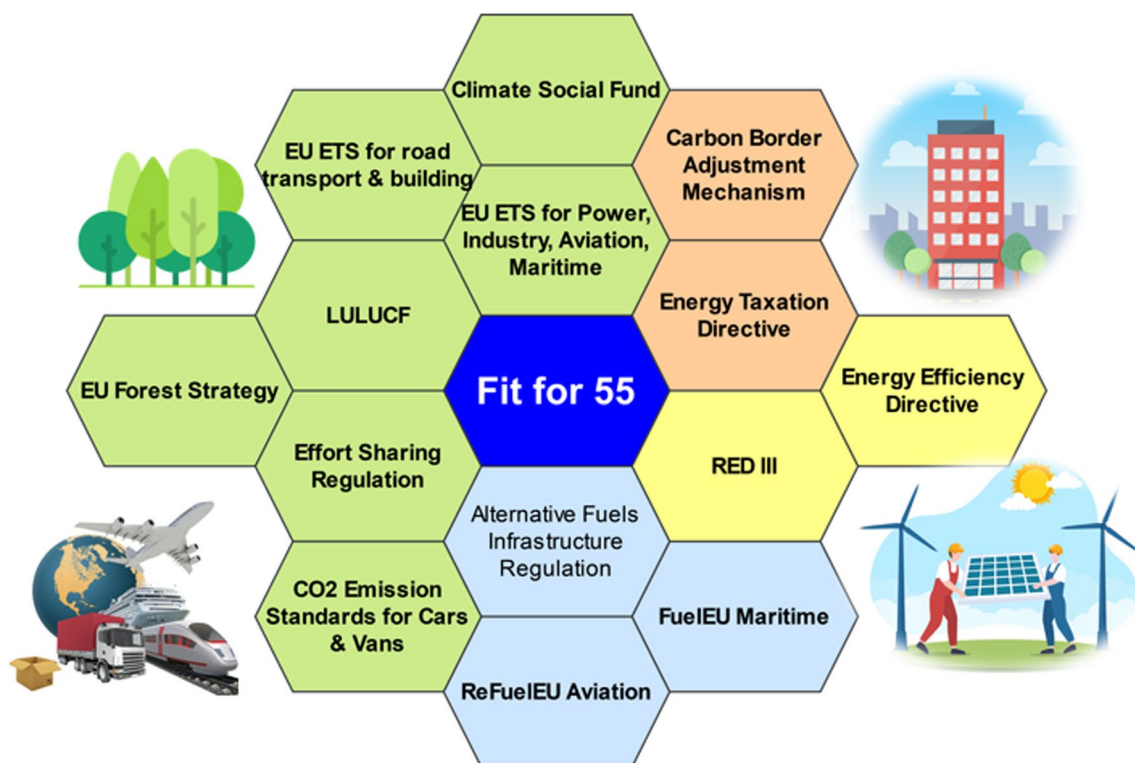 Climate Social Fund
EU ETS for road
transport & building
Carbon Border
Adjustment
Mechanism
EU ETS for Power,
Industry, Aviation,
Maritime
LULUCF
Energy Taxation
Directive
EU Forest Strategy
Fit for 55
Energy Efficiency
Directive
Effort Sharing
Regulation
RED III
Alternative Fuels
Infrastructure
Regulation
CO2 Emission
Standards for Cars
& Vans
FuelEU Maritime
ReFuelEU Aviation